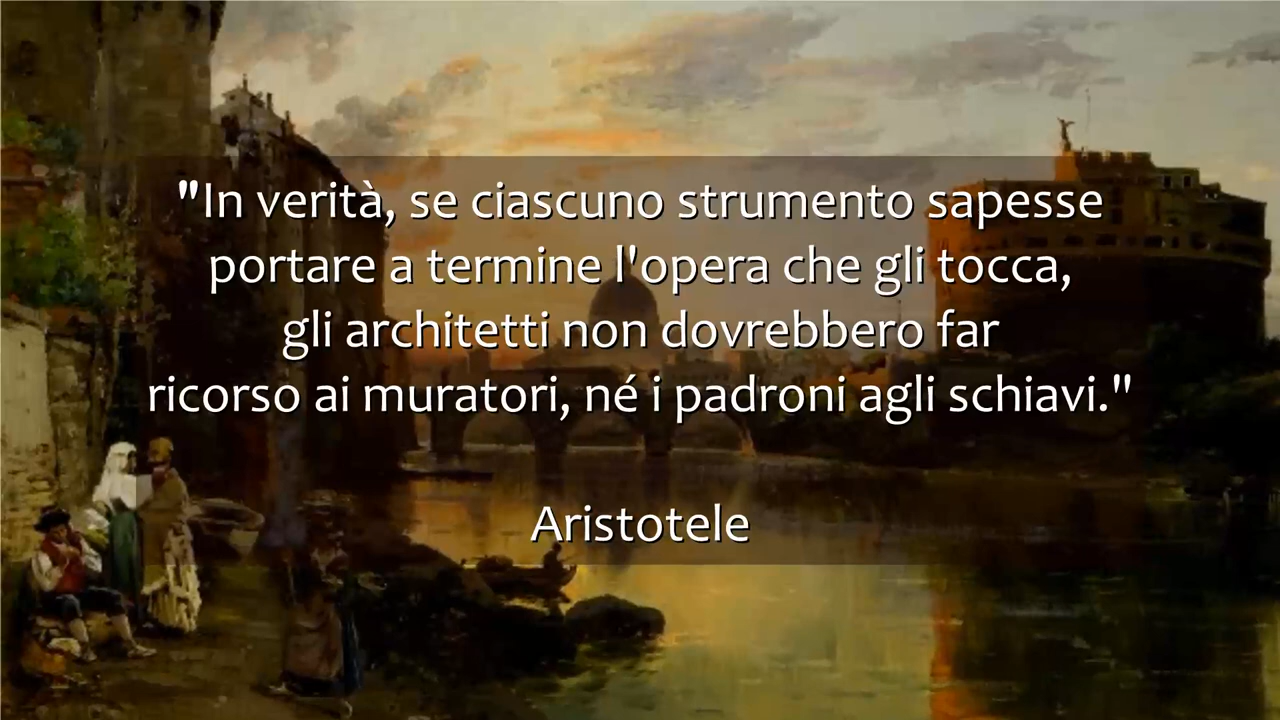 "In verità, se ciascuno strumento sapesse
portare a termine l'opera che gli tocca,
gli architetti non dovrebbero far
ricorso ai muratori, né i padroni agli schiavi."
Aristotele